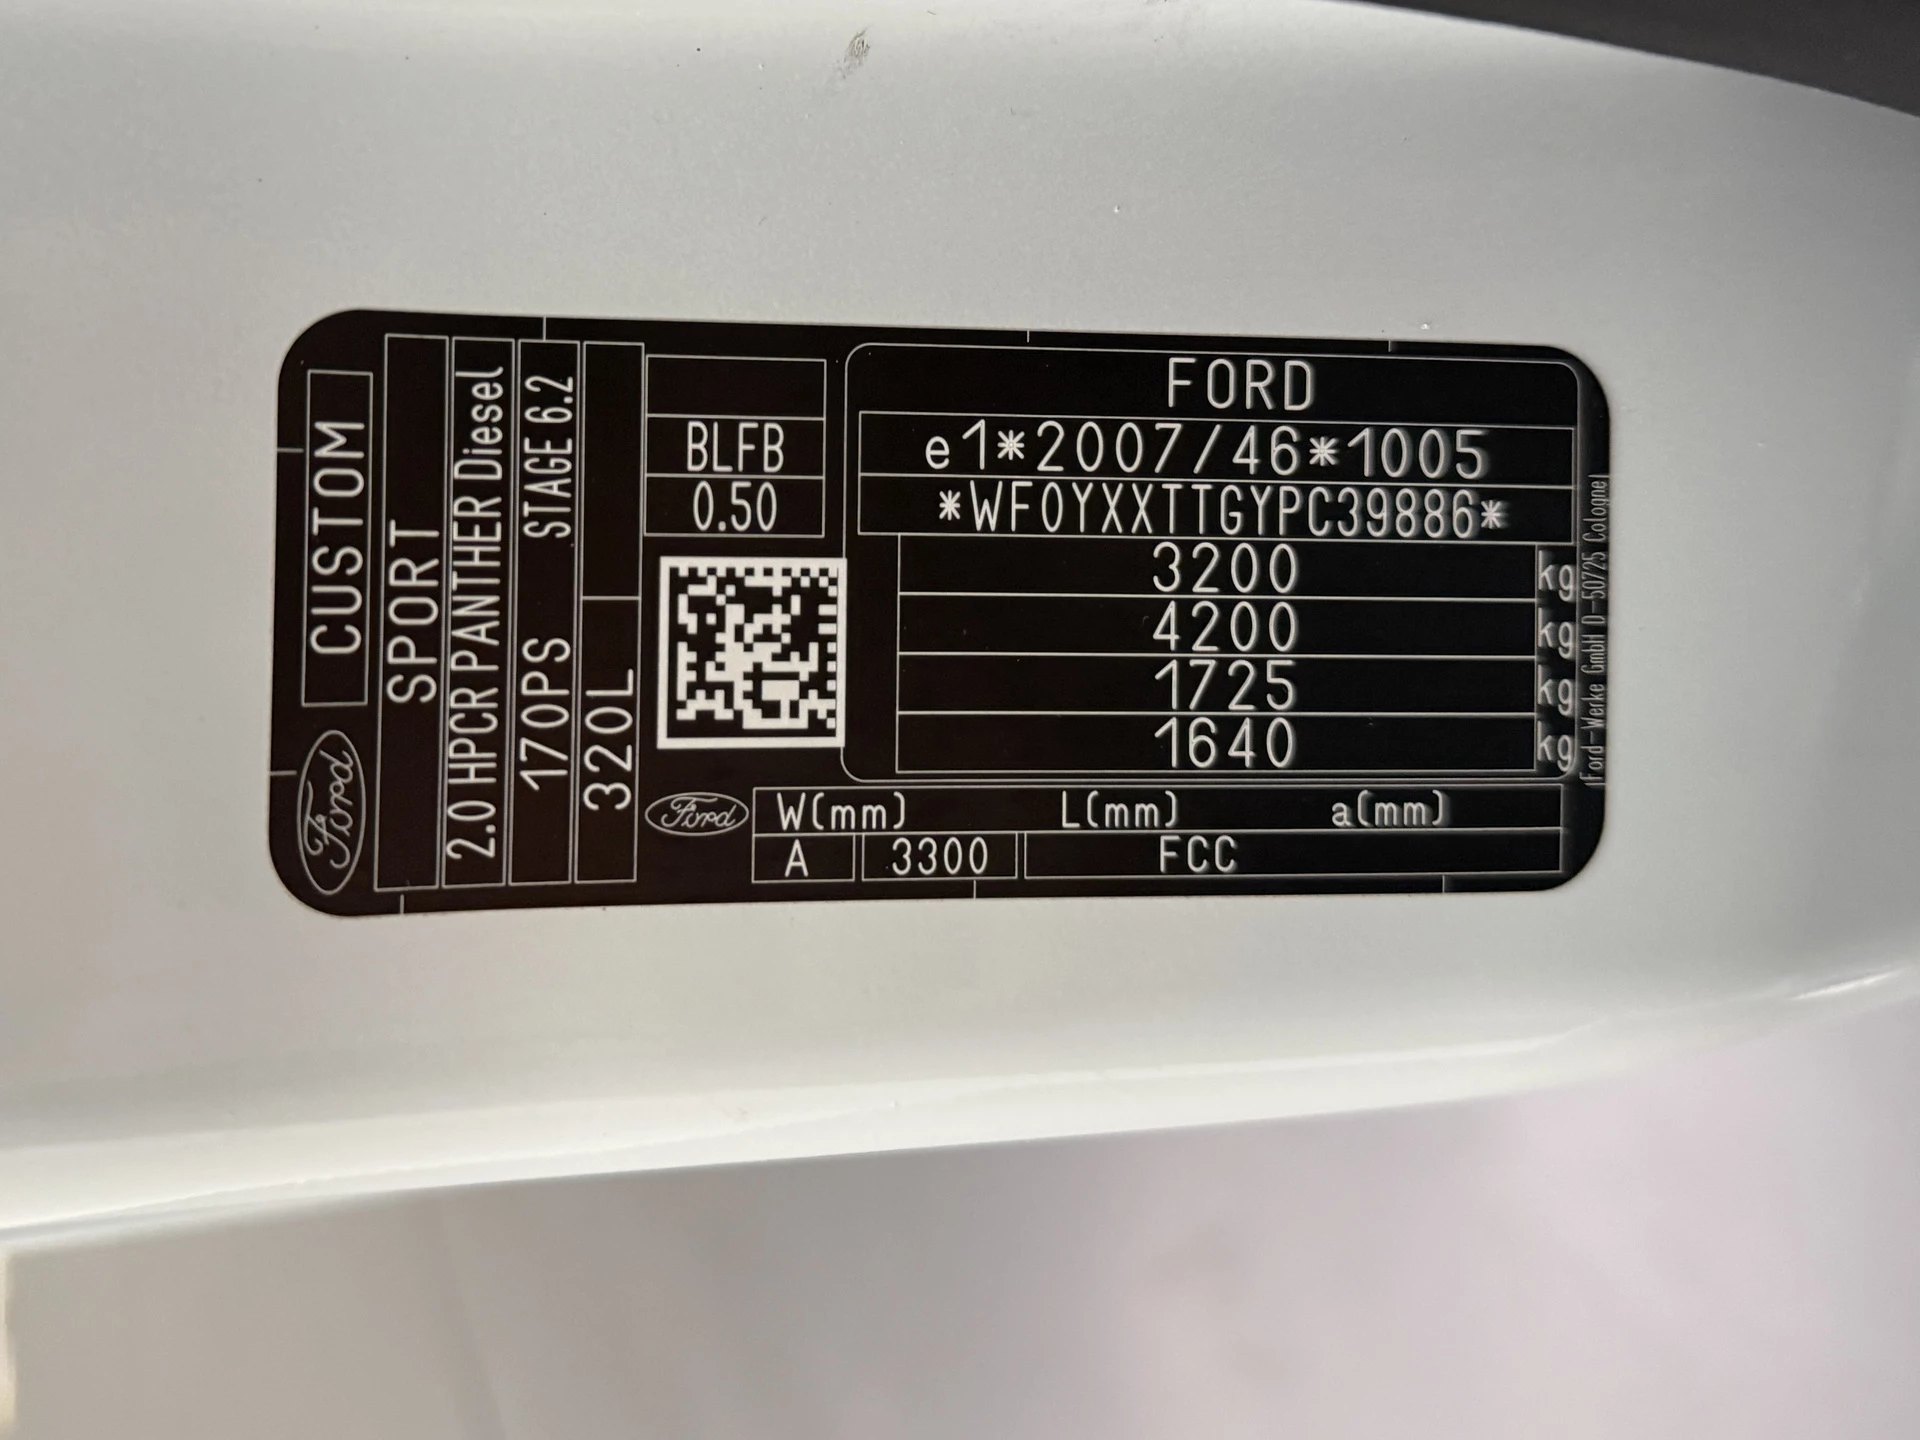 Ford
CUSTOM
SPORT
2.0 HPCR PANTHER Diesel
170PS STAGE 6.2
320L
BLFB
0.50
FORD
e1*2007/46*1005
*WF0YXXTTGYPC39886*
3200 kg
4200 kg
1725 kg
1640 kg
Ford-Werke GmbH D-50725 Cologne
Ford
W(mm) L(mm) a(mm)
A 3300 FCC